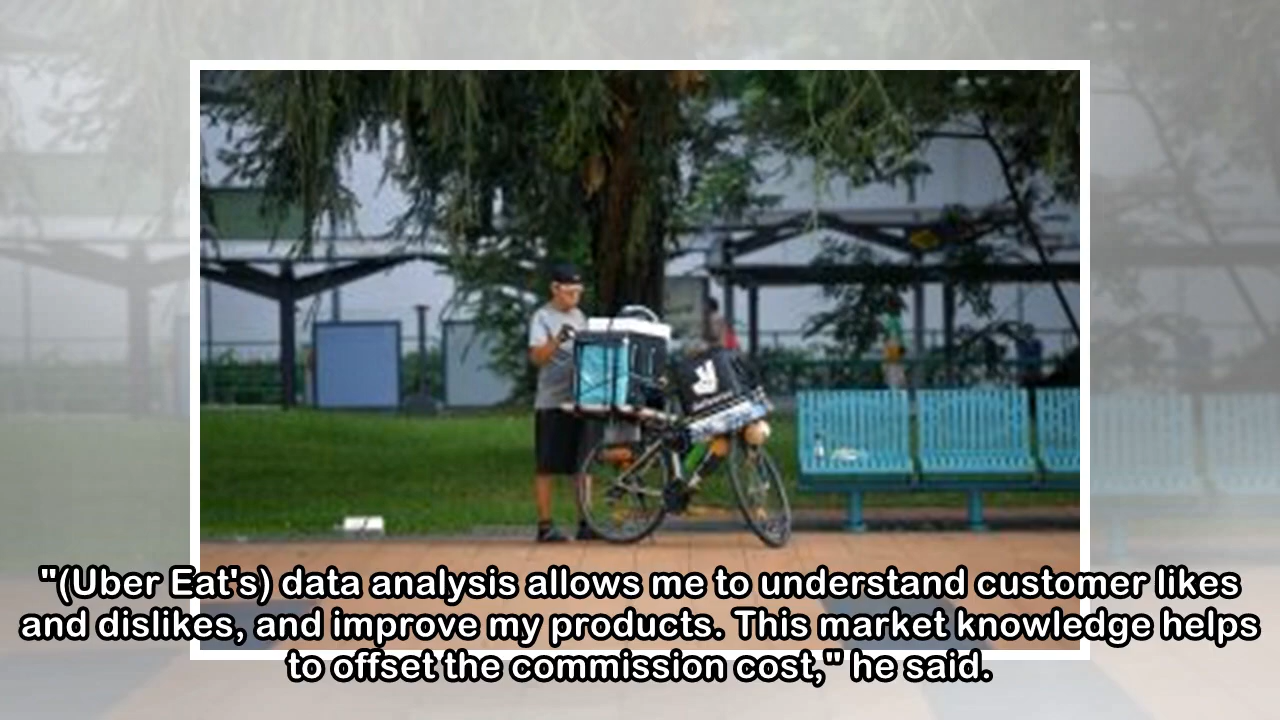 "(Uber Eat's) data analysis allows me to understand customer likes
and dislikes, and improve my products. This market knowledge helps
to offset the commission cost," he said.